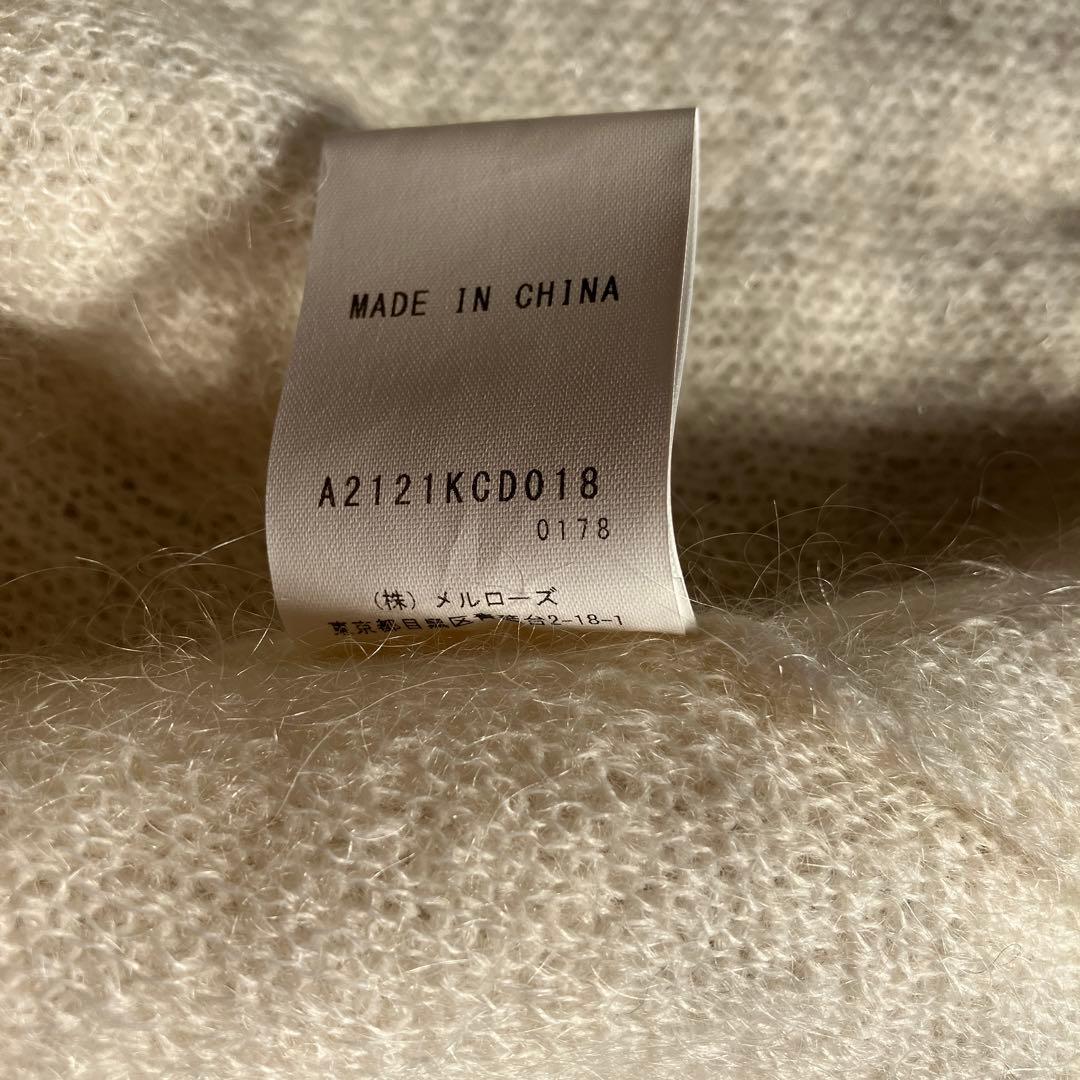 MADE IN CHINA
A2121KCD018
0178
(株) メルローズ
東京都目黒区青葉台2-18-1